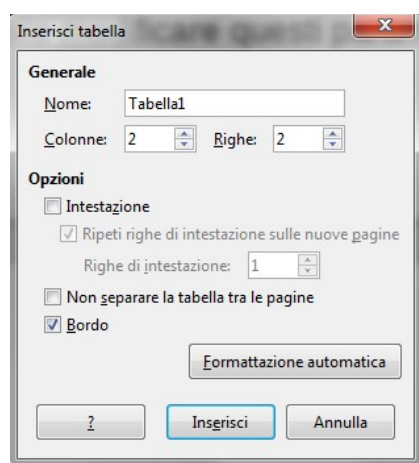 Inserisci tabella
Generale
Nome: Tabella1
Colonne: 2 Righe: 2
Opzioni
Intestazione
Ripeti righe di intestazione sulle nuove pagine
Righe di intestazione: 1
Non separare la tabella tra le pagine
Bordo
Formattazione automatica
? Inserisci Annulla